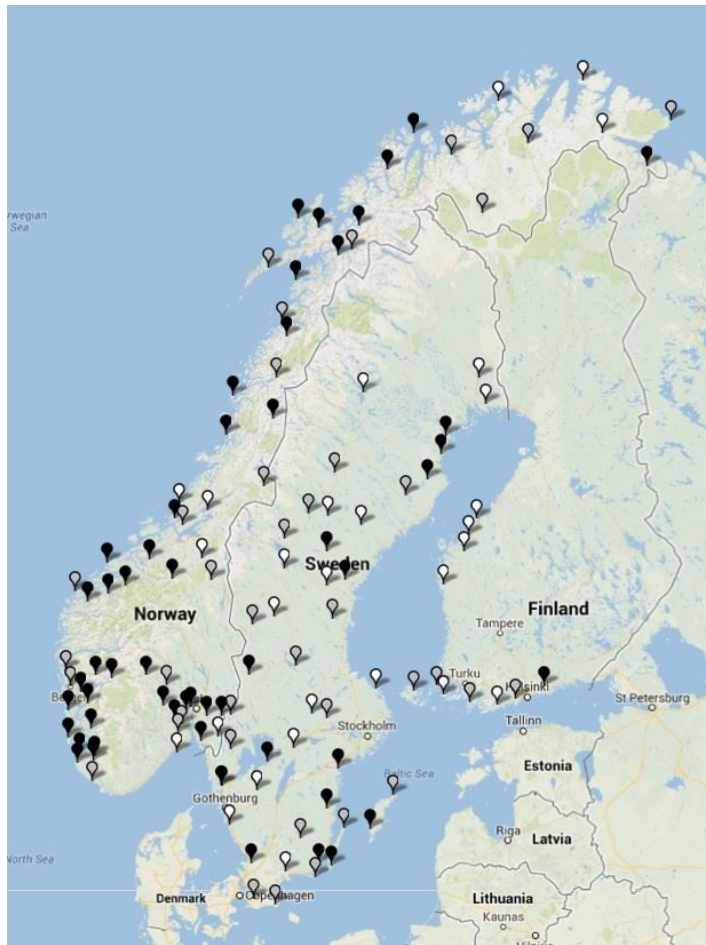 rwegian
Sea
Sweden
Norway
Finland
Tampere
Turku
Helsinki
St Petersburg
Stockholm
Tallinn
Estonia
Baltic Sea
Gothenburg
Riga
Latvia
North Sea
Denmark
Copenhagen
Lithuania
Kaunas